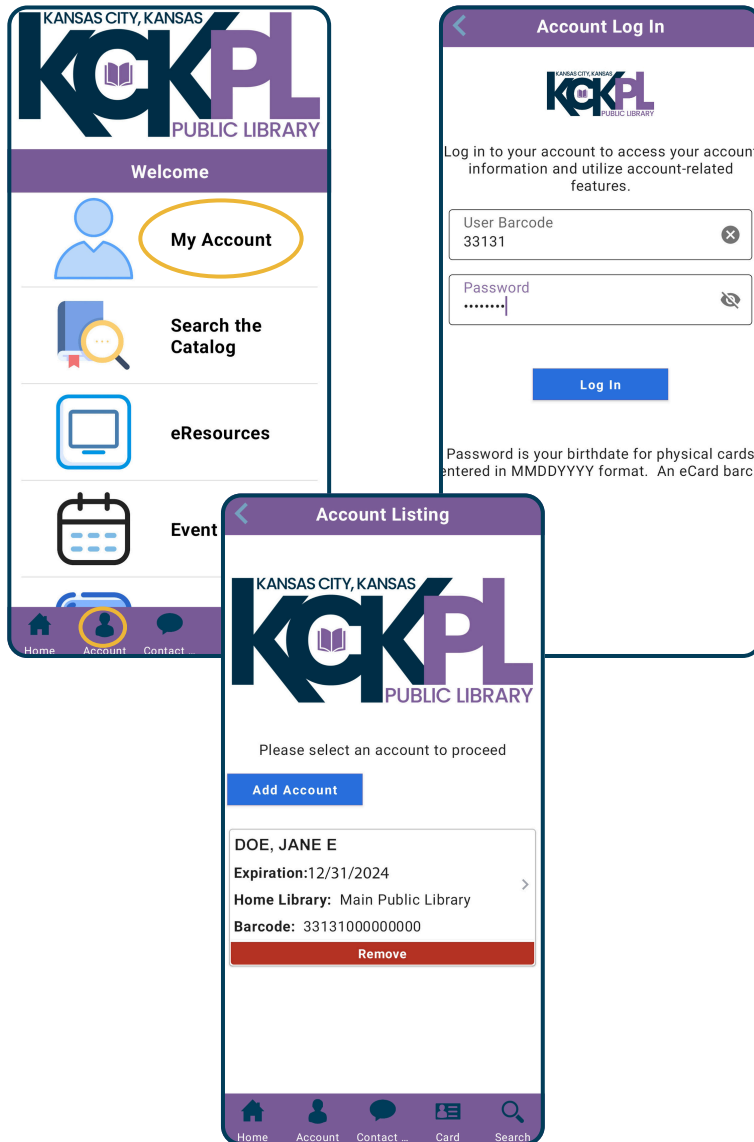 KANSAS CITY, KANSAS
KCKPL
PUBLIC LIBRARY
Welcome
My Account
Search the
Catalog
eResources
Event
Home Account Contact ...
Account Log In
KANSAS CITY, KANSAS
KCKPL
PUBLIC LIBRARY
Log in to your account to access your account
information and utilize account-related
features.
User Barcode
33131
Password
••••••••
Log In
Password is your birthdate for physical cards
entered in MMDDYYYY format. An eCard barc
Account Listing
KANSAS CITY, KANSAS
KCKPL
PUBLIC LIBRARY
Please select an account to proceed
Add Account
DOE, JANE E
Expiration:12/31/2024
Home Library: Main Public Library
Barcode: 33131000000000
Remove
Home Account Contact ... Card Search